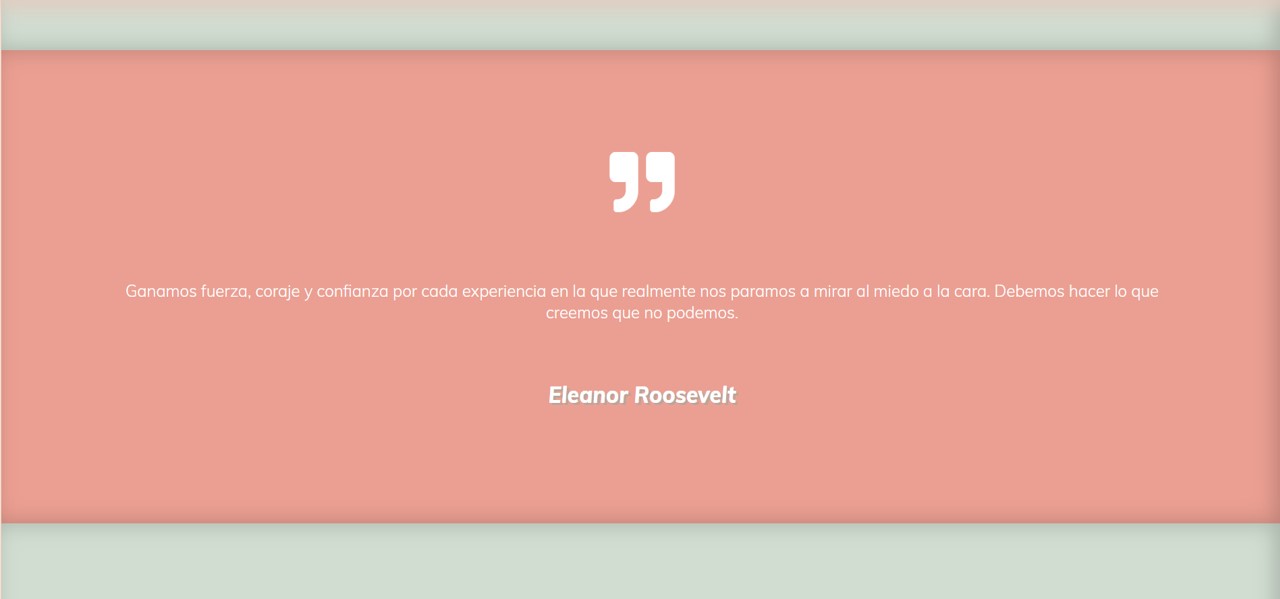 Ganamos fuerza, coraje y confianza por cada experiencia en la que realmente nos paramos a mirar al miedo a la cara. Debemos hacer lo que
creemos que no podemos.
Eleanor Roosevelt